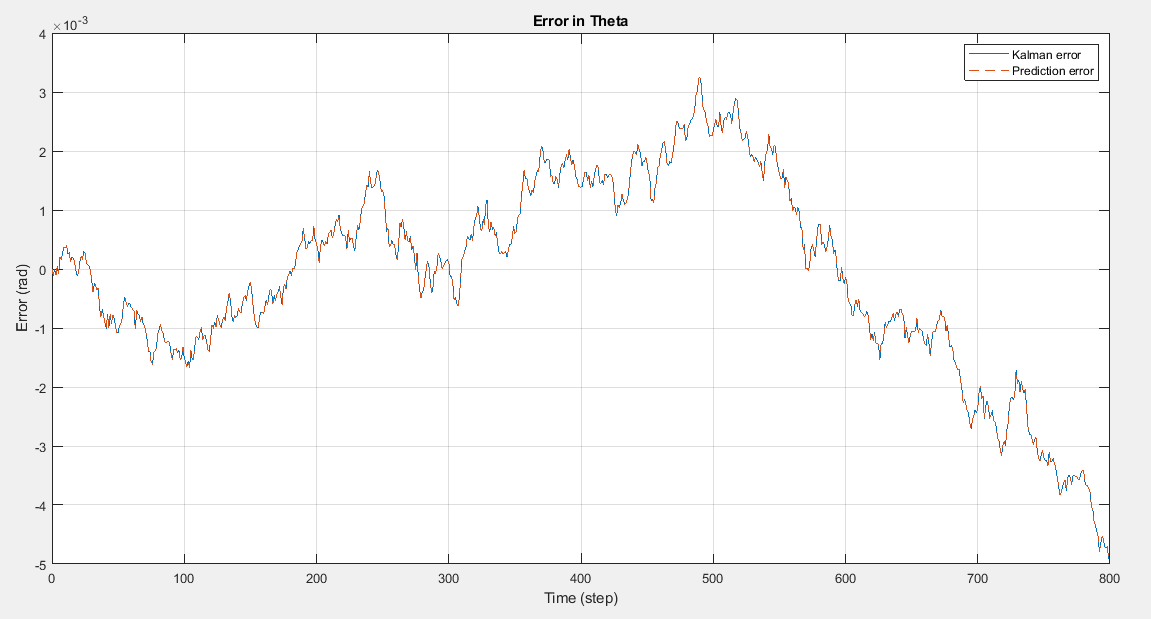 Error in Theta
×10-3
Kalman error
Prediction error
4
3
2
1
0
-1
-2
-3
-4
-5
Error (rad)
0 100 200 300 400 500 600 700 800
Time (step)